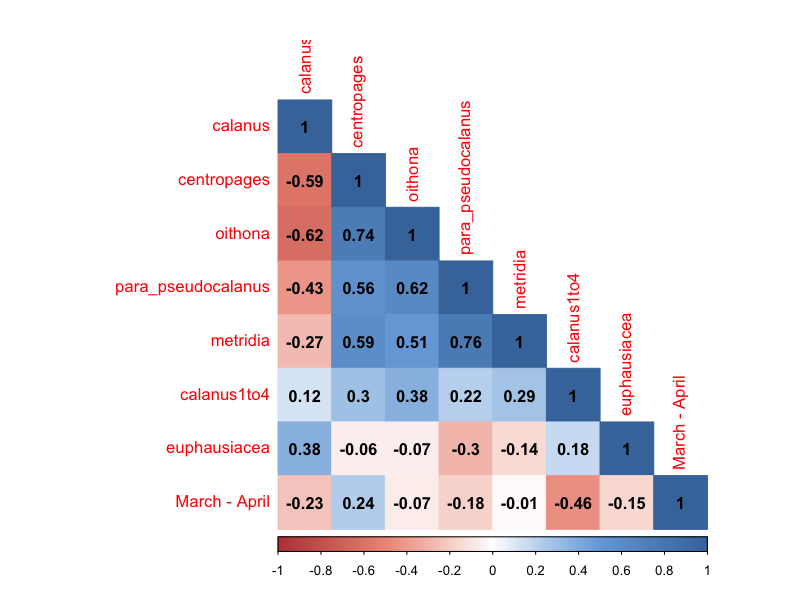 calanus
centropages
oithona
para_pseudocalanus
metridia
calanus1to4
euphausiacea
March - April
calanus 1
centropages -0.59 1
oithona -0.62 0.74 1
para_pseudocalanus -0.43 0.56 0.62 1
metridia -0.27 0.59 0.51 0.76 1
calanus1to4 0.12 0.3 0.38 0.22 0.29 1
euphausiacea 0.38 -0.06 -0.07 -0.3 -0.14 0.18 1
March - April -0.23 0.24 -0.07 -0.18 -0.01 -0.46 -0.15 1
-1 -0.8 -0.6 -0.4 -0.2 0 0.2 0.4 0.6 0.8 1